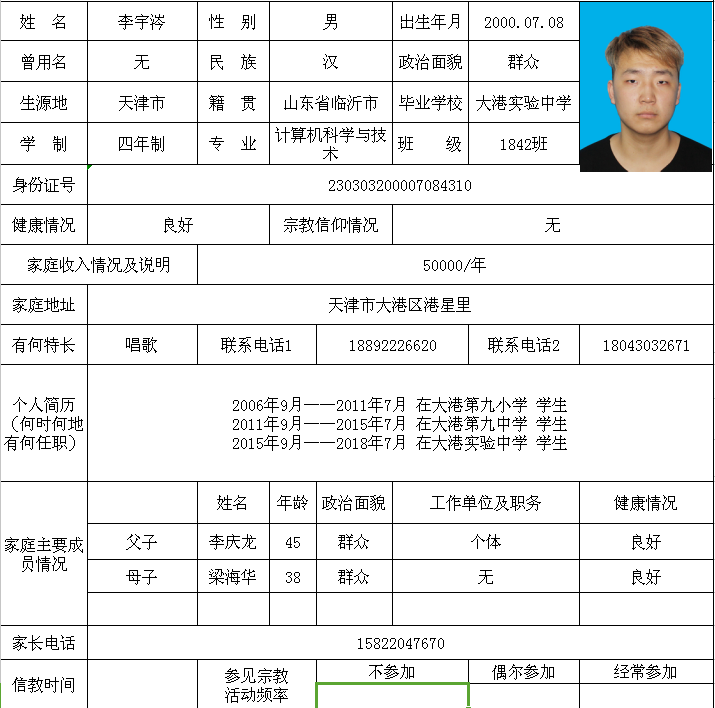 姓 名 李宇涔 性 别 男 出生年月 2000.07.08
曾用名 无 民 族 汉 政治面貌 群众
生源地 天津市 籍 贯 山东省临沂市 毕业学校 大港实验中学
学 制 四年制 专 业 计算机科学与技
术 班 级 1842班
身份证号 230303200007084310
健康情况 良好 宗教信仰情况 无
家庭收入情况及说明 50000/年
家庭地址 天津市大港区港星里
有何特长 唱歌 联系电话1 18892226620 联系电话2 18043032671
个人简历
（何时何地
有何任职）
2006年9月——2011年7月 在大港第九小学 学生
2011年9月——2015年7月 在大港第九中学 学生
2015年9月——2018年7月 在大港实验中学 学生
家庭主要成
员情况
姓名 年龄 政治面貌 工作单位及职务 健康情况
父子 李庆龙 45 群众 个体 良好
母子 梁海华 38 群众 无 良好
家长电话 15822047670
信教时间 参见宗教
活动频率 不参加 偶尔参加 经常参加